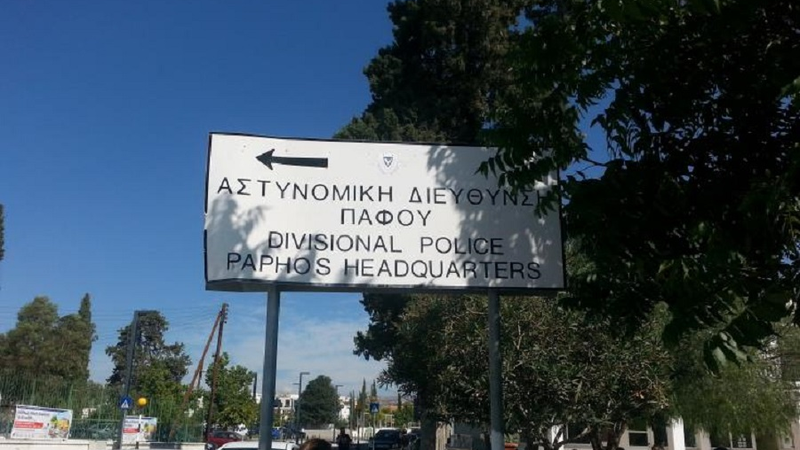 ΑΣΤΥΝΟΜΙΚΗ ΔΙΕΥΘΥΝΣΗ
ΠΑΦΟΥ
DIVISIONAL POLICE
PAPHOS HEADQUARTERS